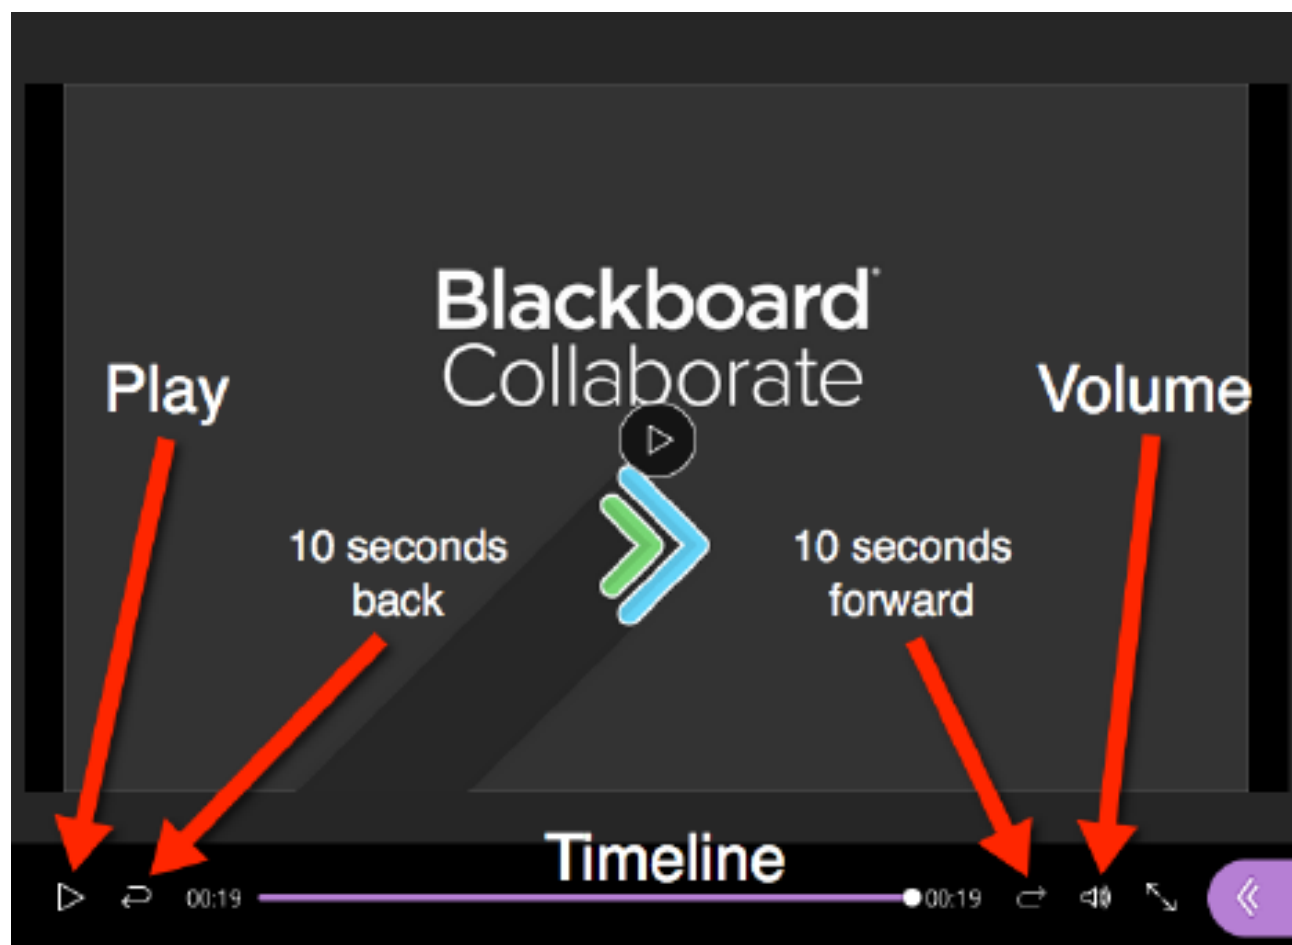 Blackboard
Collaborate
Play
Volume
10 seconds
back
10 seconds
forward
Timeline
00:19
00:19